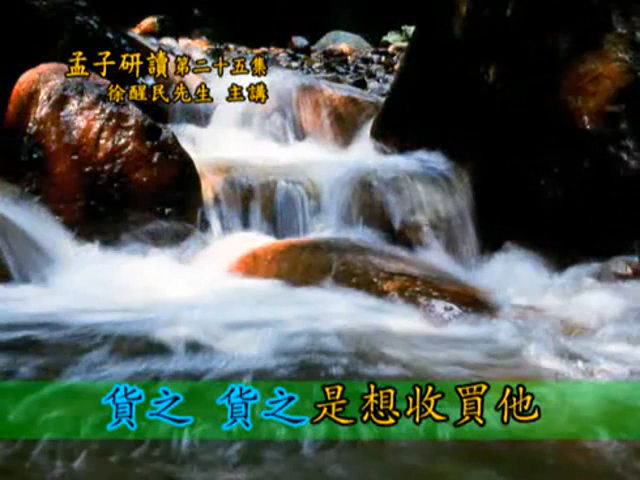 孟子研讀第二十五集
徐醒民先生 主講
貨之 貨之是想收買他